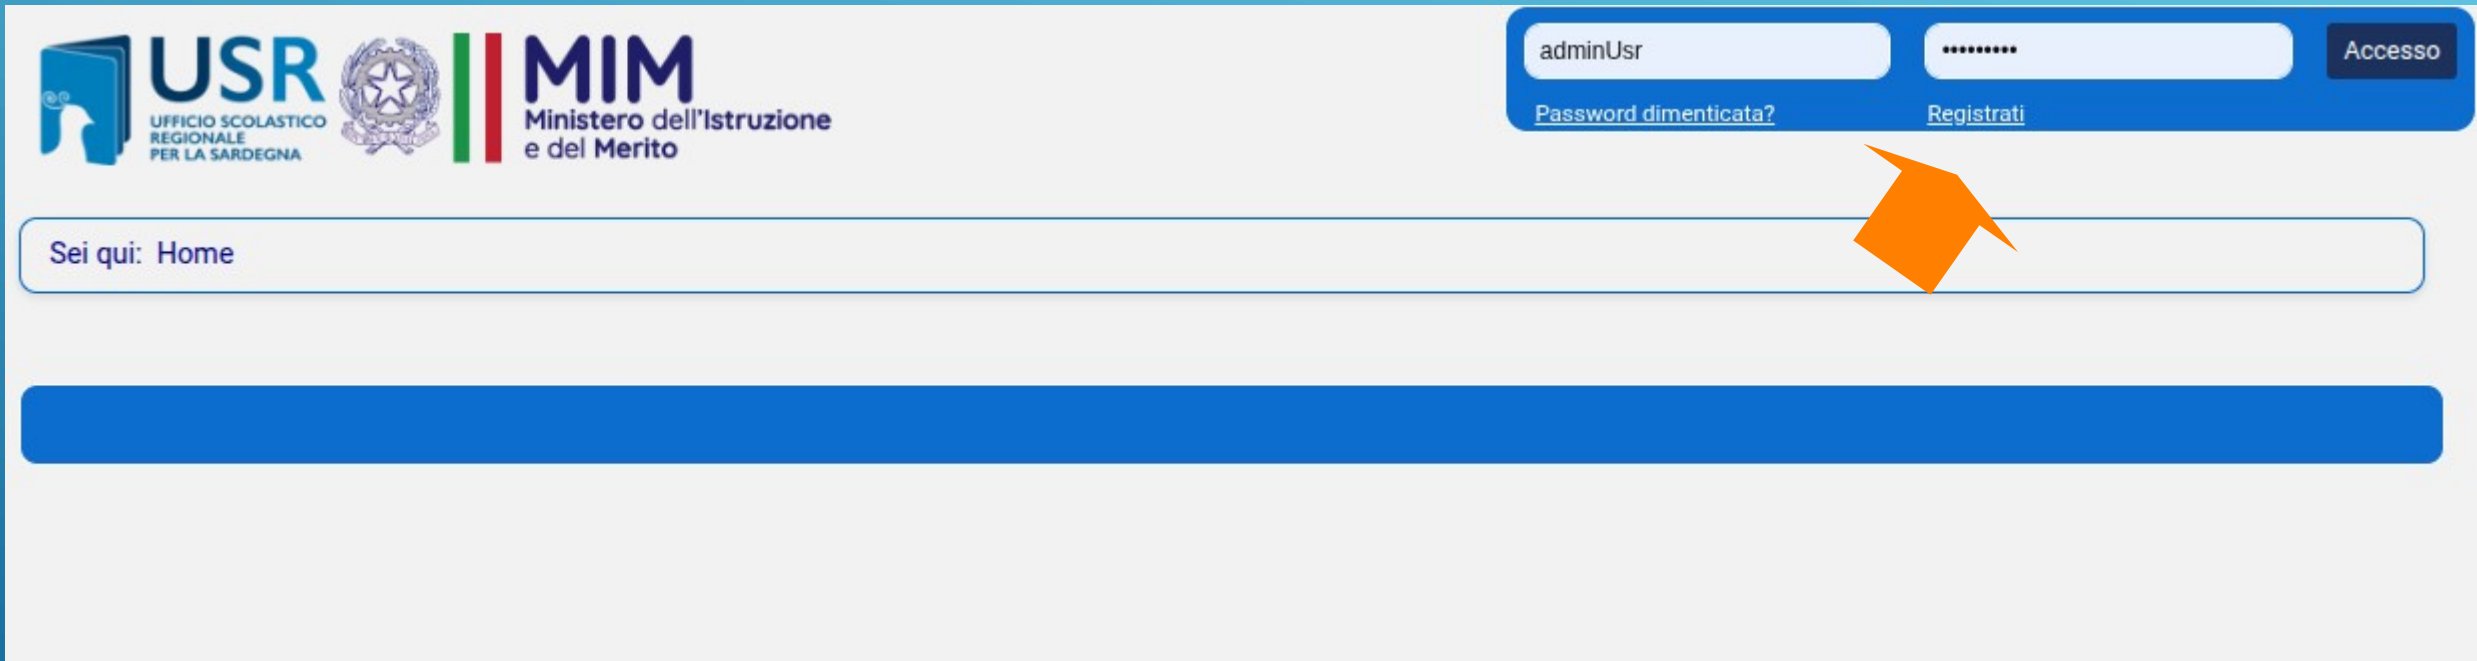 USR
UFFICIO SCOLASTICO
REGIONALE
PER LA SARDEGNA
MIM
Ministero dell'Istruzione
e del Merito
adminUsr
•••••••••
Accesso
Password dimenticata?
Registrati
Sei qui: Home